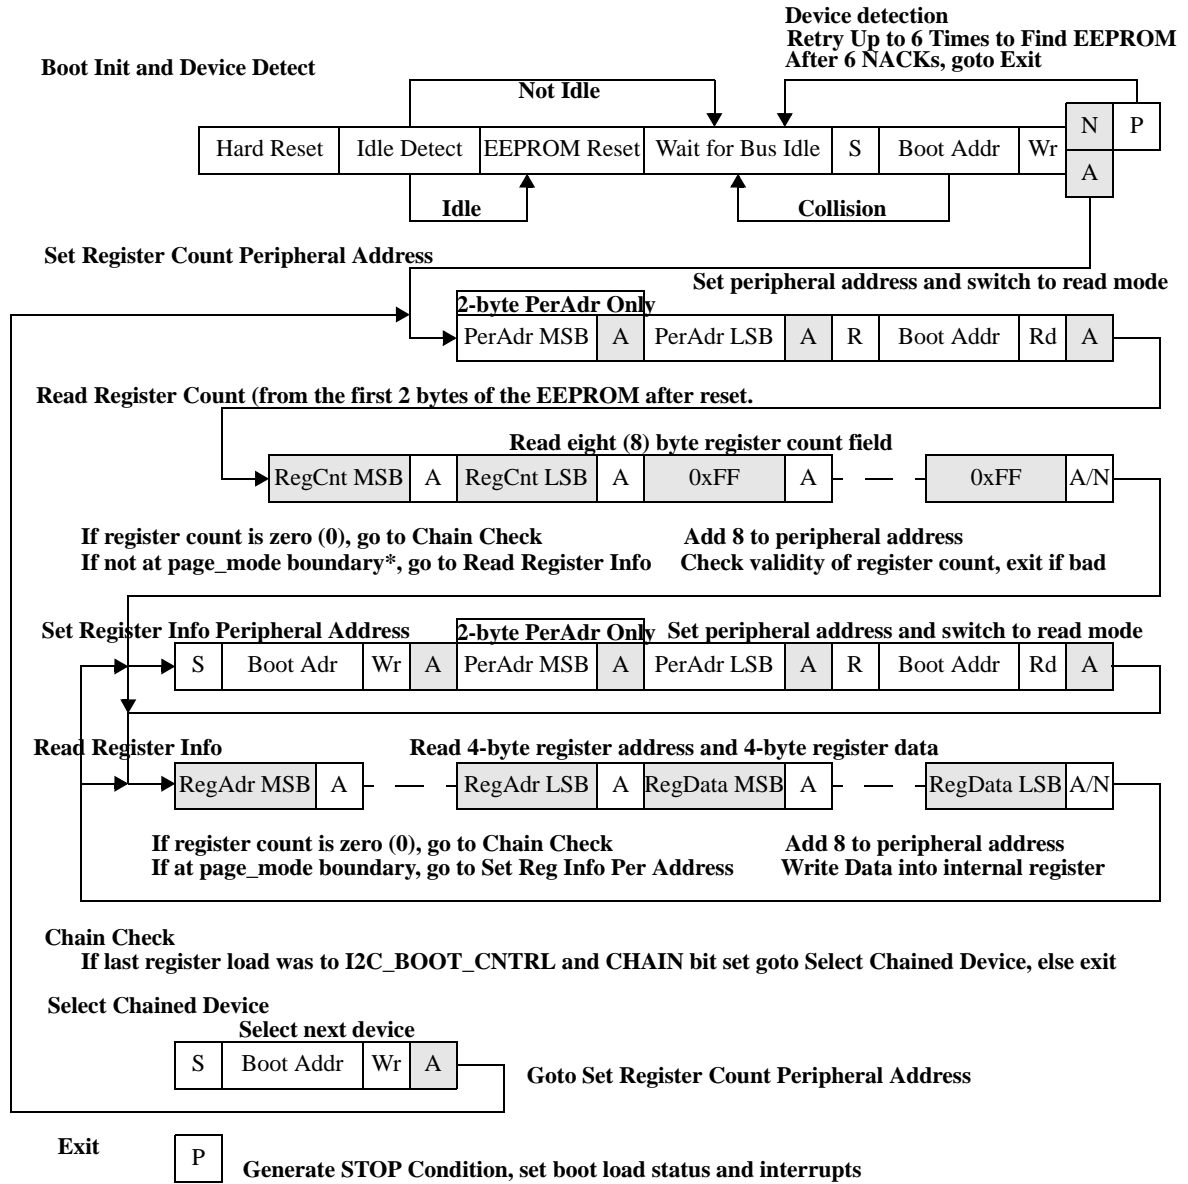 Device detection
Retry Up to 6 Times to Find EEPROM
After 6 NACKs, goto Exit
Boot Init and Device Detect
Not Idle
N P
Hard Reset Idle Detect EEPROM Reset Wait for Bus Idle S Boot Addr Wr
A
Idle Collision
Set Register Count Peripheral Address
Set peripheral address and switch to read mode
2-byte PerAdr Only
PerAdr MSB A PerAdr LSB A R Boot Addr Rd A
Read Register Count (from the first 2 bytes of the EEPROM after reset.
Read eight (8) byte register count field
RegCnt MSB A RegCnt LSB A 0xFF A 0xFF A/N
If register count is zero (0), go to Chain Check Add 8 to peripheral address
If not at page_mode boundary*, go to Read Register Info Check validity of register count, exit if bad
Set Register Info Peripheral Address 2-byte PerAdr Only Set peripheral address and switch to read mode
S Boot Adr Wr A PerAdr MSB A PerAdr LSB A R Boot Addr Rd A
Read Register Info Read 4-byte register address and 4-byte register data
RegAdr MSB A RegAdr LSB A RegData MSB A RegData LSB A/N
If register count is zero (0), go to Chain Check Add 8 to peripheral address
If at page_mode boundary, go to Set Reg Info Per Address Write Data into internal register
Chain Check
If last register load was to I2C_BOOT_CNTRL and CHAIN bit set goto Select Chained Device, else exit
Select Chained Device
Select next device
S Boot Addr Wr A
Goto Set Register Count Peripheral Address
Exit
P
Generate STOP Condition, set boot load status and interrupts